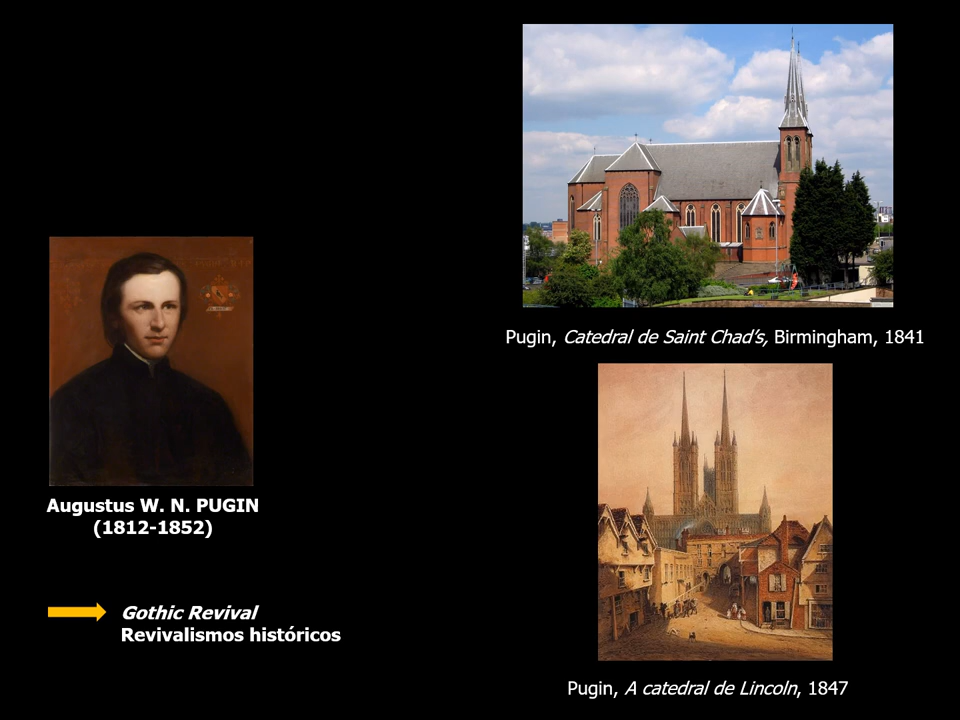 Pugin, Catedral de Saint Chad's, Birmingham, 1841
Augustus W. N. PUGIN
(1812-1852)
Gothic Revival
Revivalismos históricos
Pugin, A catedral de Lincoln, 1847